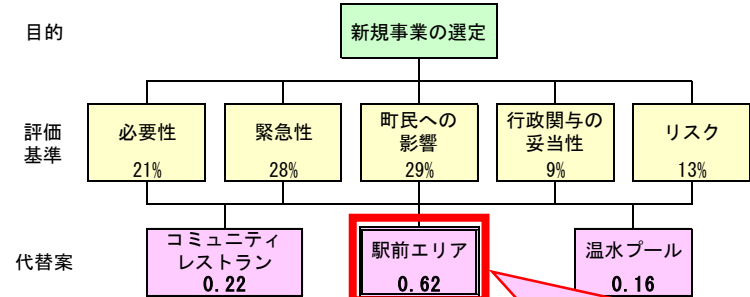 目的
新規事業の選定
評価
基準
必要性
21%
緊急性
28%
町民への
影響
29%
行政関与の
妥当性
9%
リスク
13%
代替案
コミュニティ
レストラン
0.22
駅前エリア
0.62
温水プール
0.16